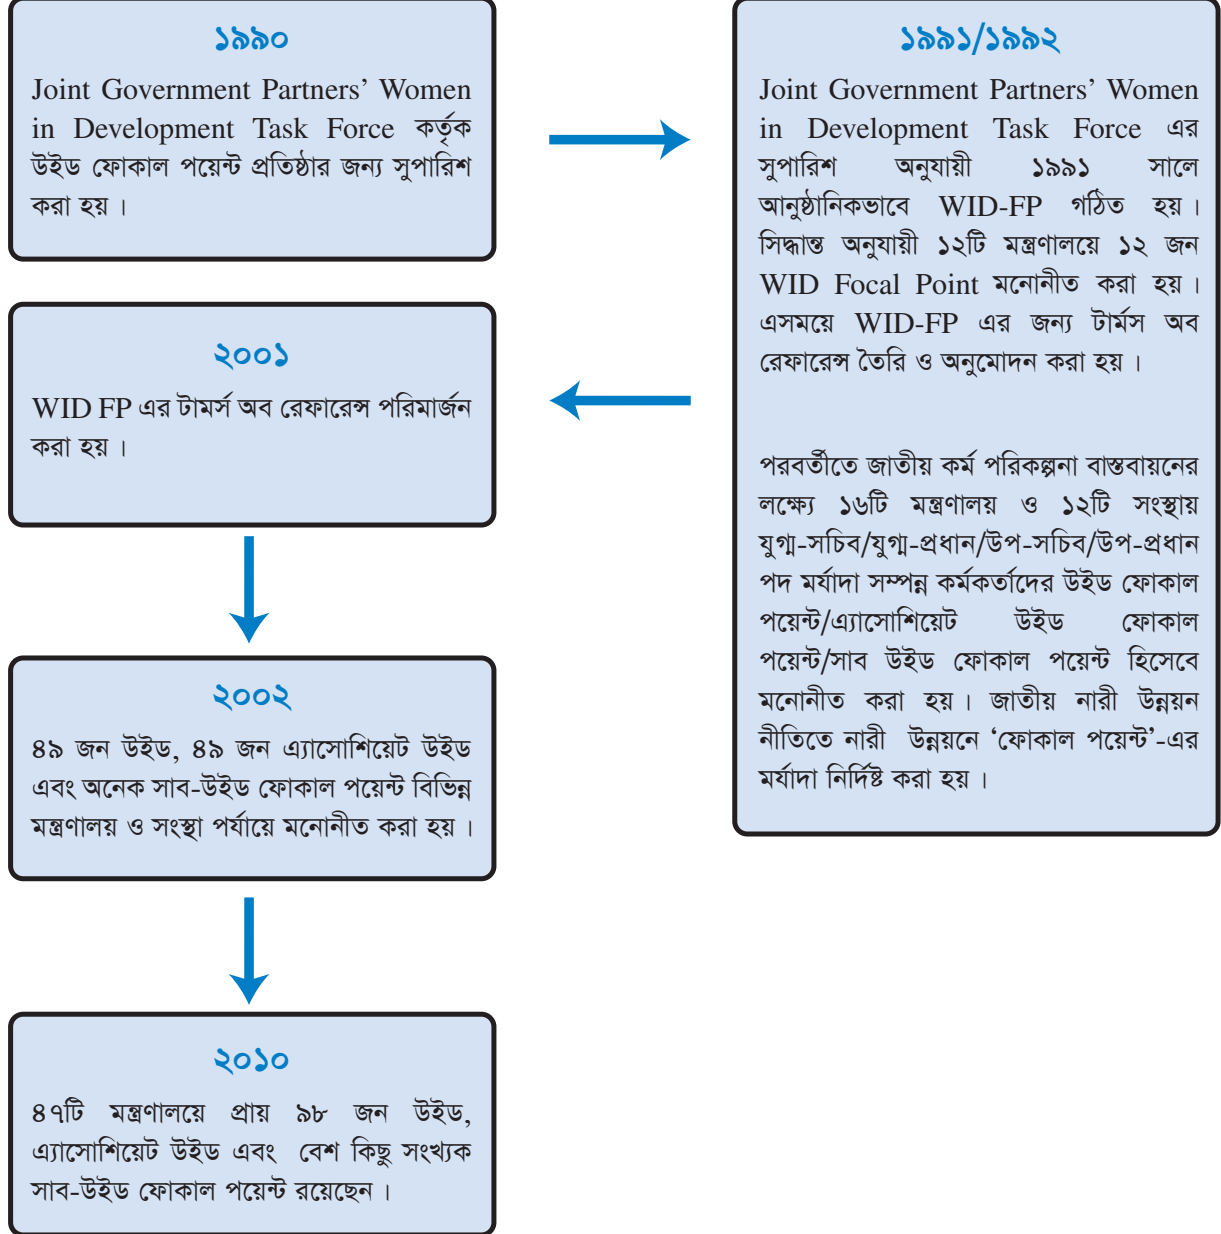 ১৯৯০
Joint Government Partners’ Women
in Development Task Force কর্তৃক
উইড ফোকাল পয়েন্ট প্রতিষ্ঠার জন্য সুপারিশ
করা হয় ।
১৯৯১/১৯৯২
Joint Government Partners’ Women
in Development Task Force এর
সুপারিশ অনুযায়ী ১৯৯১ সালে
আনুষ্ঠানিকভাবে WID-FP গঠিত হয় ।
সিদ্ধান্ত অনুযায়ী ১২টি মন্ত্রণালয়ে ১২ জন
WID Focal Point মনোনীত করা হয় ।
এসময়ে WID-FP এর জন্য টার্মস অব
রেফারেন্স তৈরি ও অনুমোদন করা হয় ।
পরবর্তীতে জাতীয় কর্ম পরিকল্পনা বাস্তবায়নের
লক্ষ্যে ১৬টি মন্ত্রণালয় ও ১২টি সংস্থায়
যুগ্ম-সচিব/যুগ্ম-প্রধান/উপ-সচিব/উপ-প্রধান
পদ মর্যাদা সম্পন্ন কর্মকর্তাদের উইড ফোকাল
পয়েন্ট/এ্যাসোশিয়েট উইড ফোকাল
পয়েন্ট/সাব উইড ফোকাল পয়েন্ট হিসেবে
মনোনীত করা হয় । জাতীয় নারী উন্নয়ন
নীতিতে নারী উন্নয়নে ‘ফোকাল পয়েন্ট’-এর
মর্যাদা নির্দিষ্ট করা হয় ।
২০০১
WID FP এর টামর্স অব রেফারেন্স পরিমার্জন
করা হয় ।
২০০২
৪৯ জন উইড, ৪৯ জন এ্যাসোশিয়েট উইড
এবং অনেক সাব-উইড ফোকাল পয়েন্ট বিভিন্ন
মন্ত্রণালয় ও সংস্থা পর্যায়ে মনোনীত করা হয় ।
২০১০
৪৭টি মন্ত্রণালয়ে প্রায় ৯৮ জন উইড,
এ্যাসোশিয়েট উইড এবং বেশ কিছু সংখ্যক
সাব-উইড ফোকাল পয়েন্ট রয়েছেন ।